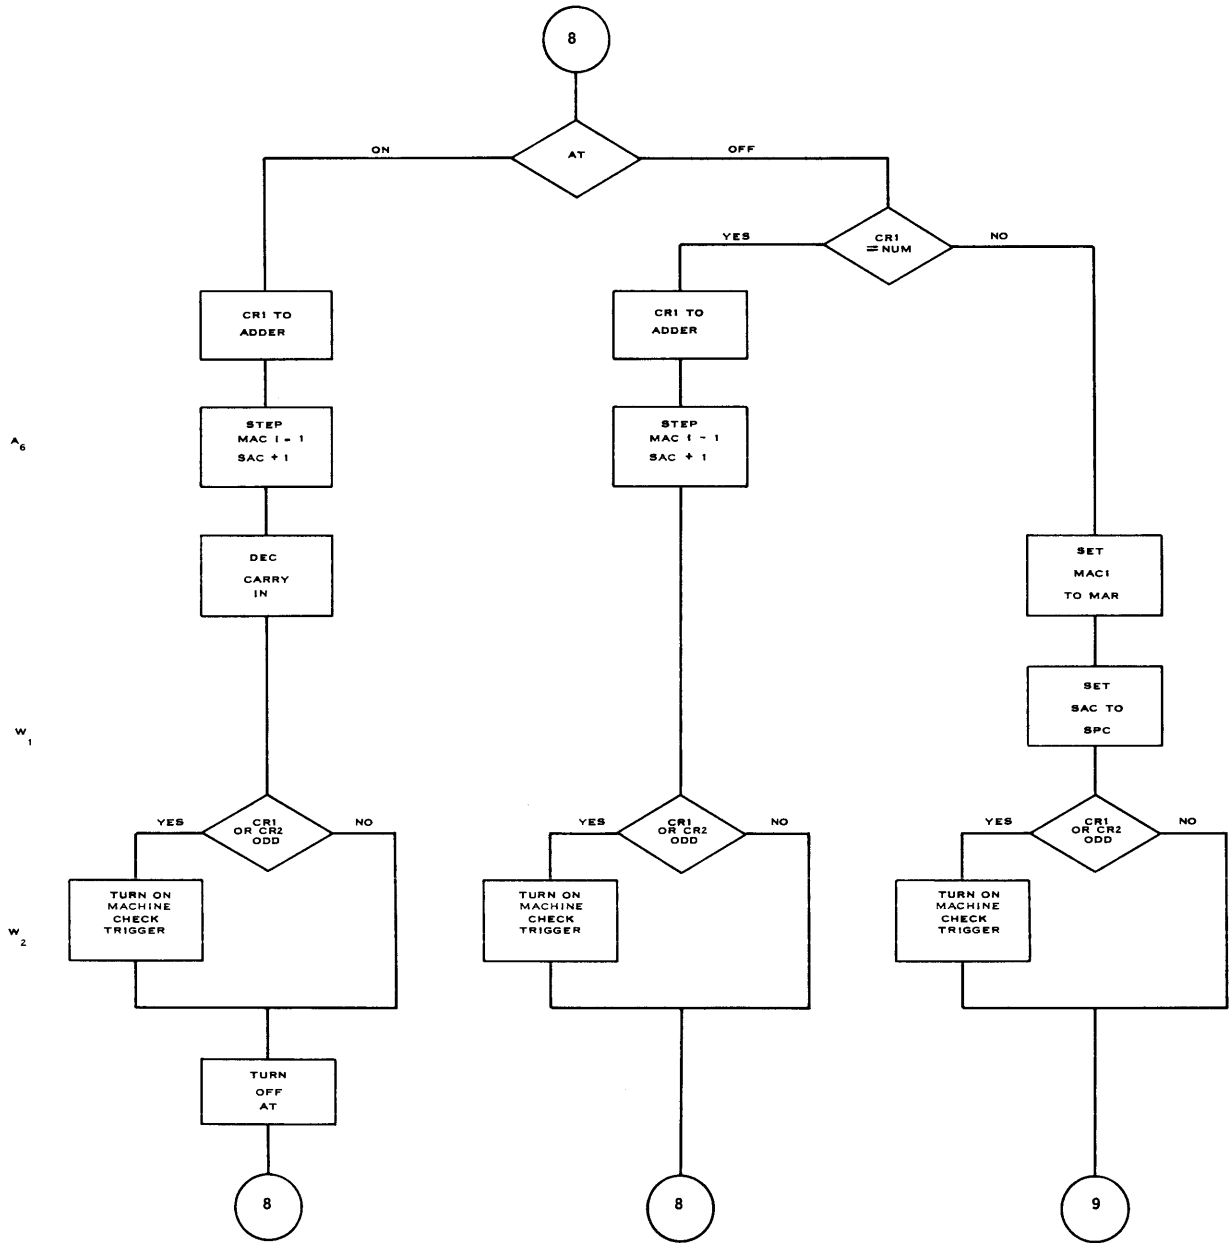 8
AT
ON
OFF
CR1
=NUM
YES
NO
CR1 TO
ADDER
CR1 TO
ADDER
A6
STEP
MAC 1 - 1
SAC + 1
STEP
MAC 1 - 1
SAC + 1
DEC
CARRY
IN
SET
MAC1
TO MAR
SET
SAC TO
SPC
W1
YES
CR1
OR CR2
ODD
NO
YES
CR1
OR CR2
ODD
NO
YES
CR1
OR CR2
ODD
NO
W2
TURN ON
MACHINE
CHECK
TRIGGER
TURN ON
MACHINE
CHECK
TRIGGER
TURN ON
MACHINE
CHECK
TRIGGER
TURN
OFF
AT
8
8
9